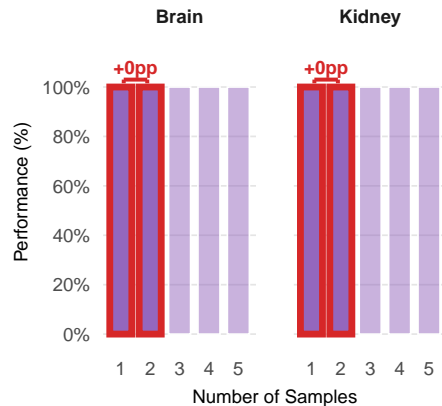 Brain Kidney
+0pp +0pp
100%
80%
60%
40%
20%
0%
Performance (%)
1 2 3 4 5 1 2 3 4 5
Number of Samples